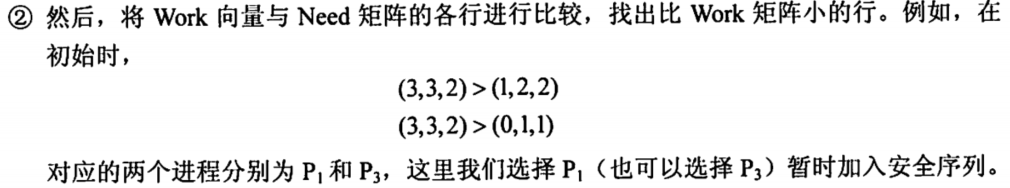 ② 然后，将 Work 向量与 Need 矩阵的各行进行比较，找出比 Work 矩阵小的行。例如，在
初始时，
(3,3,2)>(1,2,2)
(3,3,2)>(0,1,1)
对应的两个进程分别为 P₁ 和 P₃，这里我们选择 P₁（也可以选择 P₃）暂时加入安全序列。